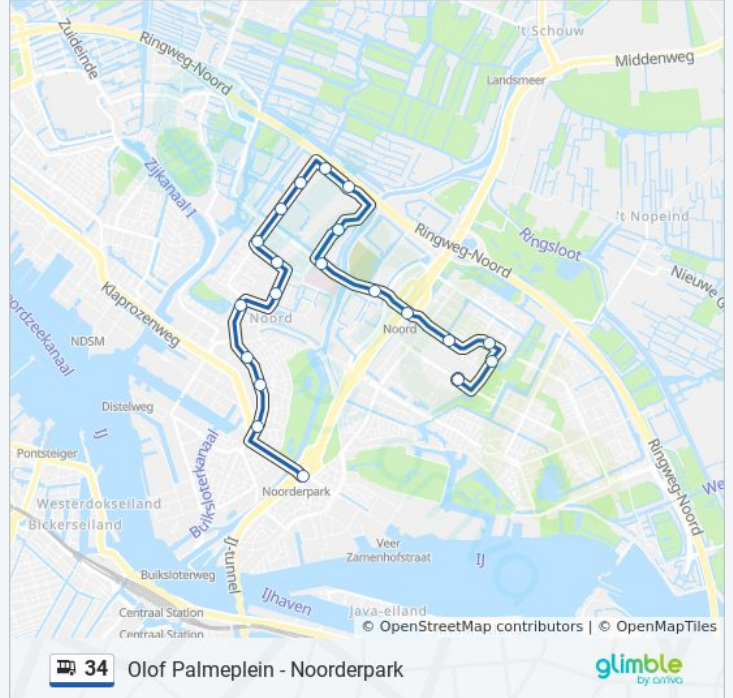 't Schouw
Zuideinde
Ringweg-Noord
Middenweg
Landsmeer
Zijkanaal I
't Nopeind
Ringsloot
Ringweg-Noord
Nieuwe G
Klaprozenweg
oordzeekanaal
Noord
Noord
NDSM
Distelweg
IJ
Pontsteiger
Buiksloterkanaal
Ringweg-Noord
We
Noorderpark
Westerdokseiland
Bickerseiland
IJ-tunnel
Veer
Zamenhofstraat
IJ
Buiksloterweg
IJhaven
Centraal Station
Java-eiland
Centraal Station
© OpenStreetMap contributors | © OpenMapTiles
34 Olof Palmeplein - Noorderpark
glimble
by arriva